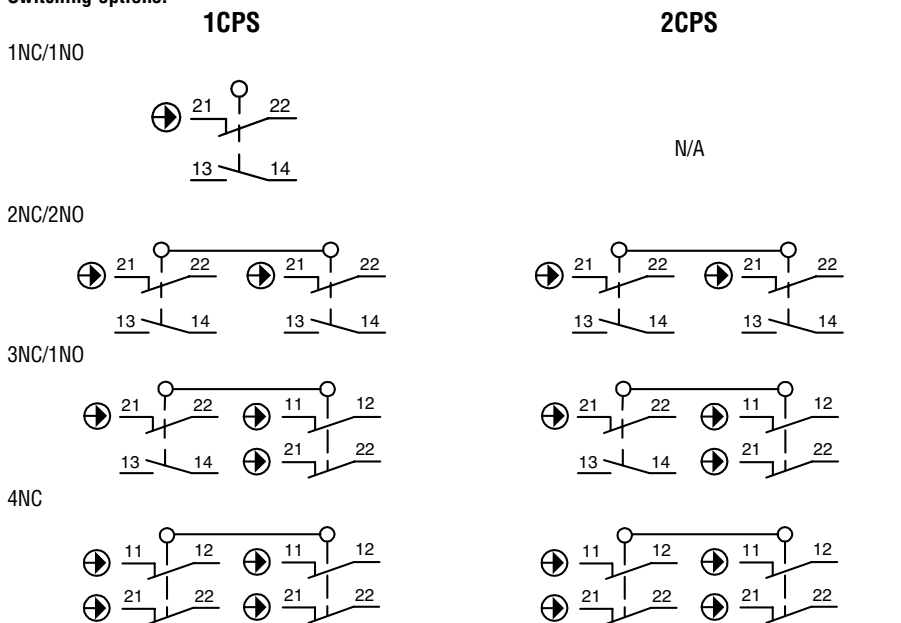 Switching options:
1CPS 2CPS
1NC/1NO
21 22
13 14
N/A
2NC/2NO
21 22 21 22 21 22 21 22
13 14 13 14 13 14 13 14
3NC/1NO
21 22 11 12 21 22 11 12
13 14 21 22 13 14 21 22
4NC
11 12 11 12 11 12 11 12
21 22 21 22 21 22 21 22